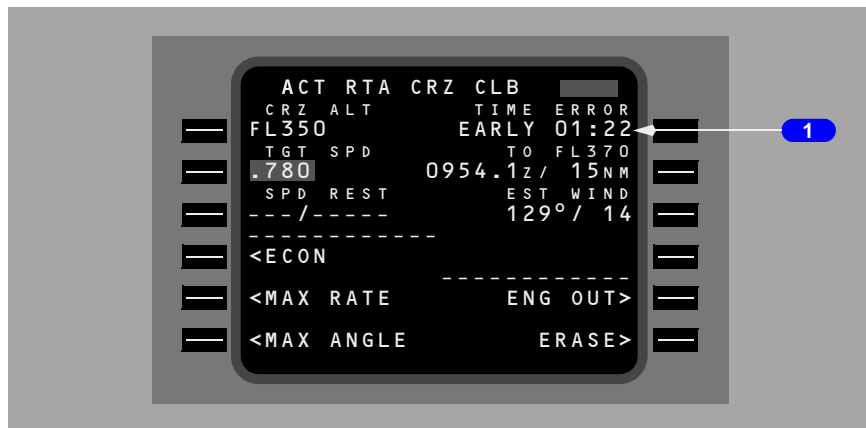 ACT RTA CRZ CLB
CRZ ALT TIME ERROR
FL350 EARLY 01:22
1
TGT SPD TO FL370
.780 0954.1Z/ 15NM
SPD REST EST WIND
---/----- 129°/ 14
-------------
<ECON
-------------
<MAX RATE ENG OUT>
<MAX ANGLE ERASE>